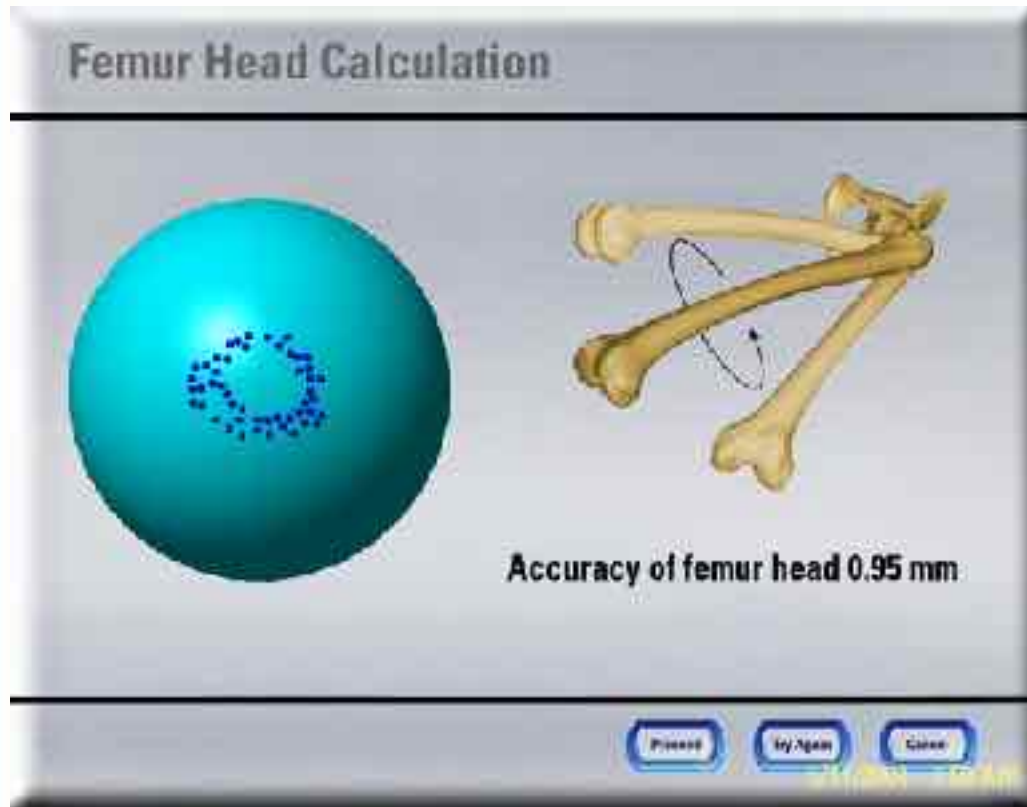 Femur Head Calculation
Accuracy of femur head 0.95 mm
Proceed
Try Again
Cancel